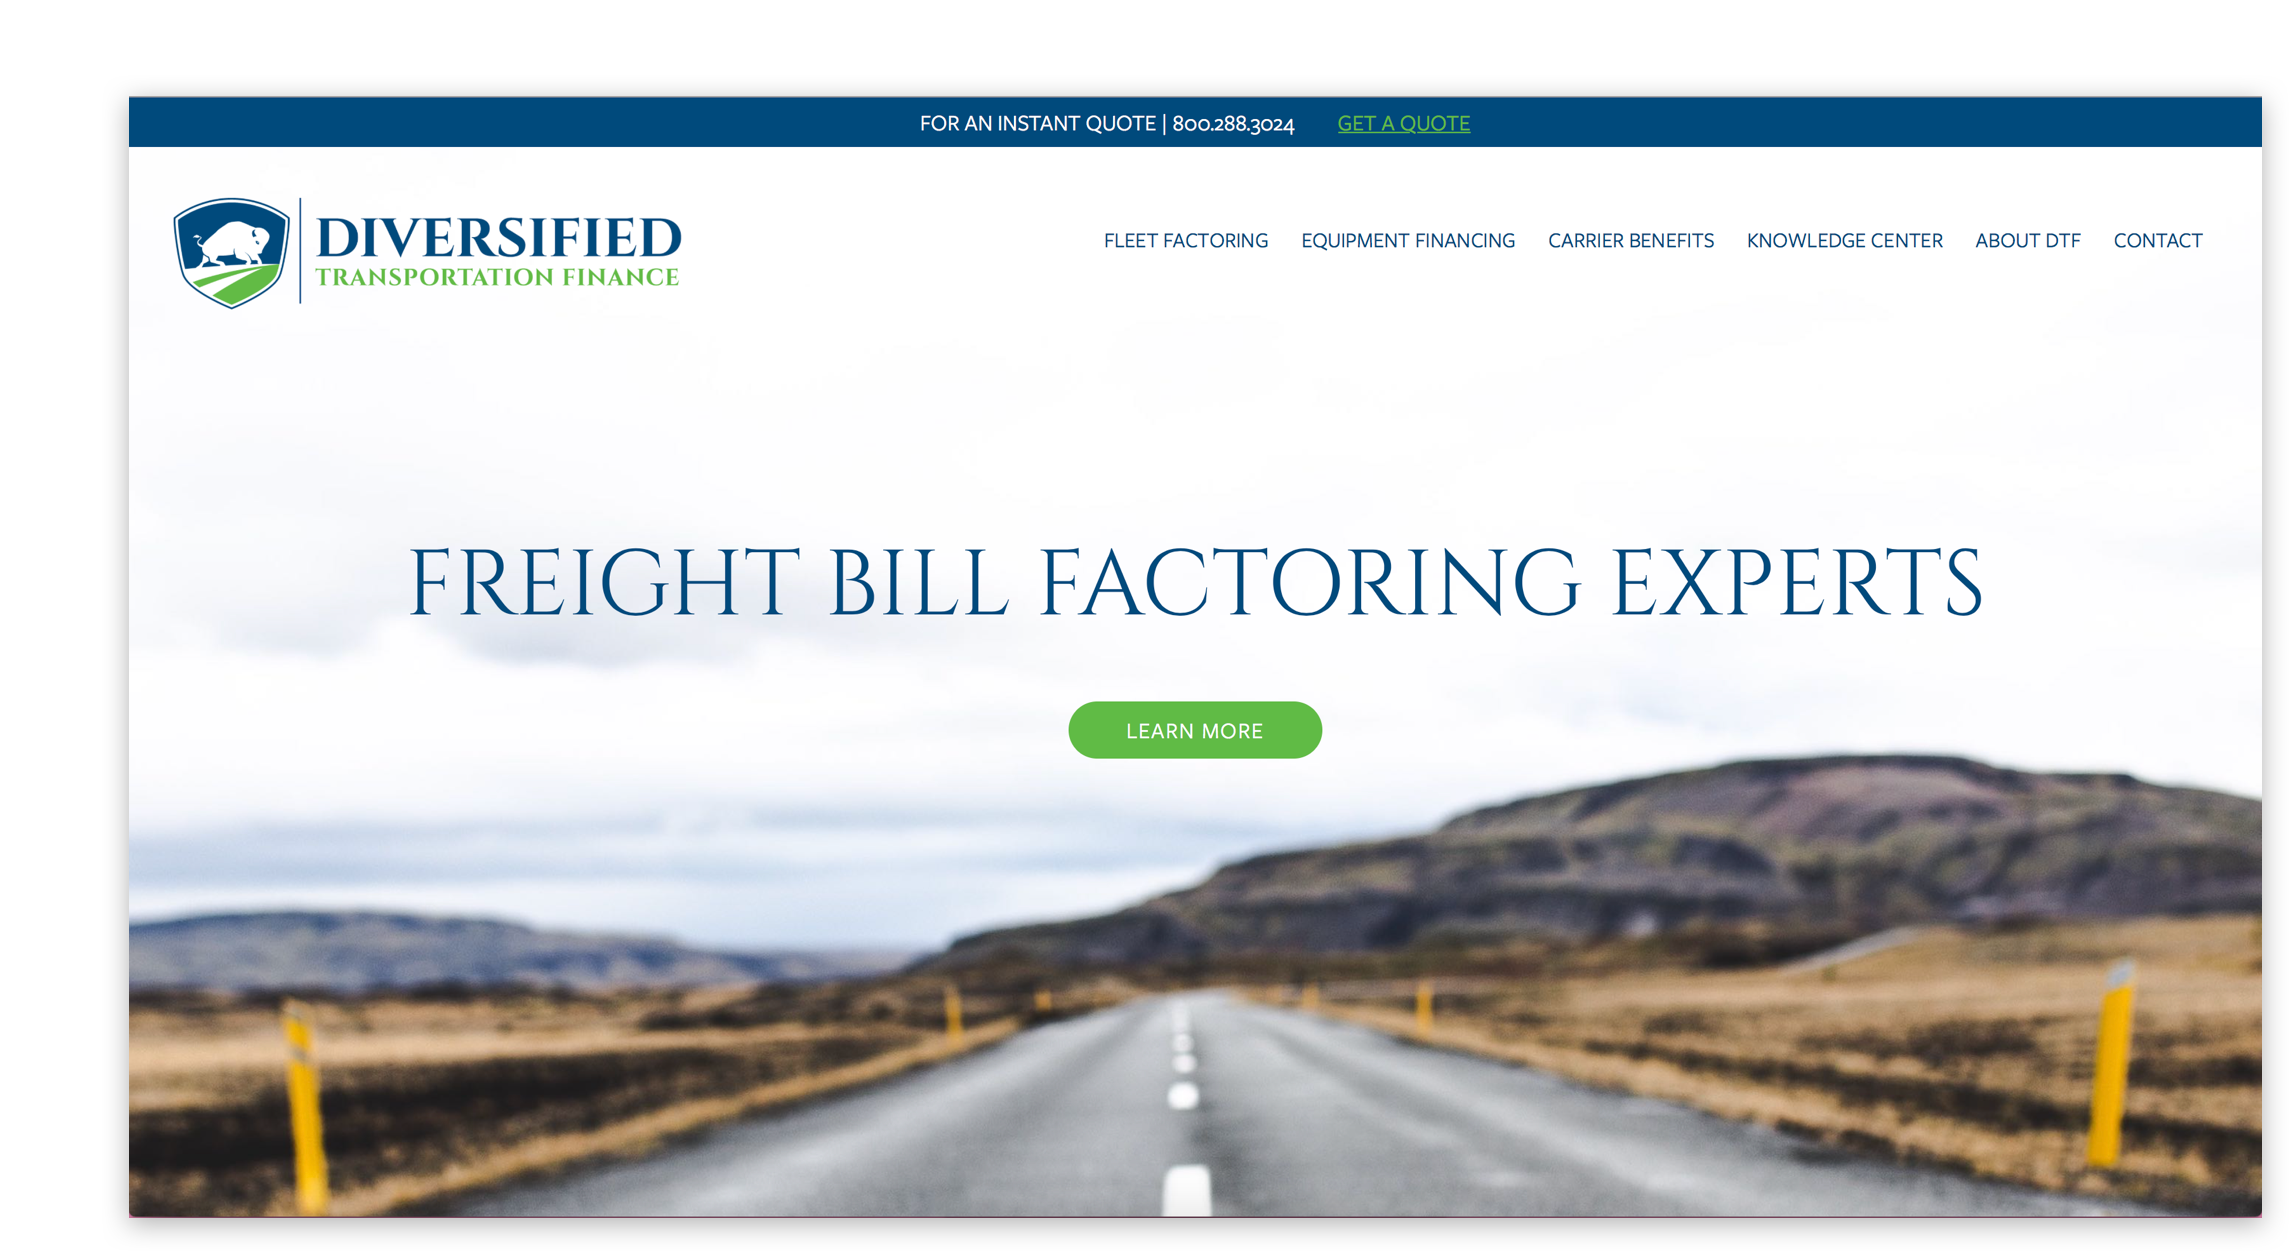 FOR AN INSTANT QUOTE | 800.288.3024 GET A QUOTE
DIVERSIFIED
TRANSPORTATION FINANCE
FLEET FACTORING EQUIPMENT FINANCING CARRIER BENEFITS KNOWLEDGE CENTER ABOUT DTF CONTACT
FREIGHT BILL FACTORING EXPERTS
LEARN MORE